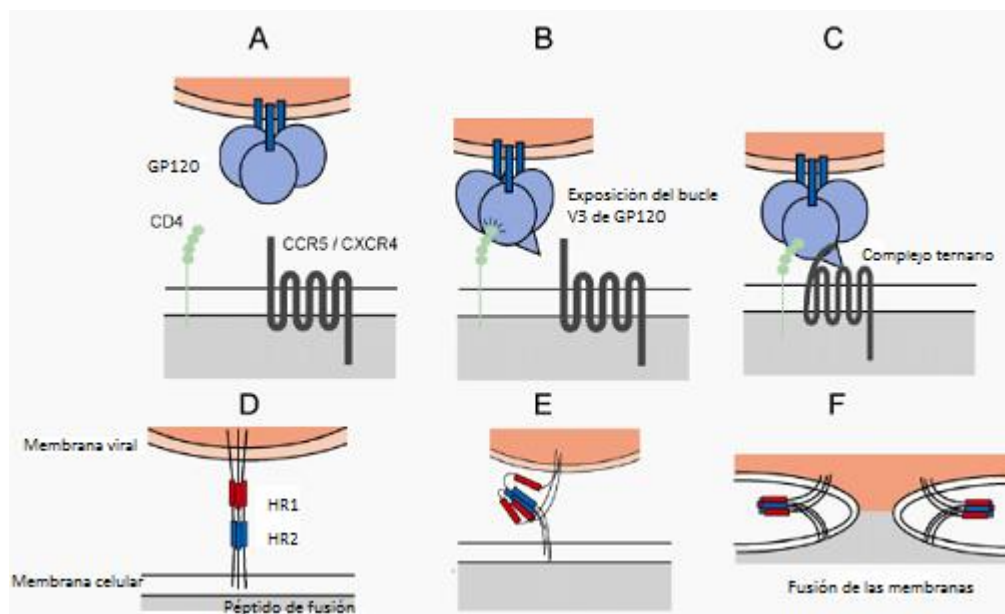 A
B
C
GP120
CD4
CCR5 / CXCR4
Exposición del bucle
V3 de GP120
Complejo ternario
D
E
F
Membrana viral
HR1
HR2
Membrana celular
Péptido de fusión
Fusión de las membranas